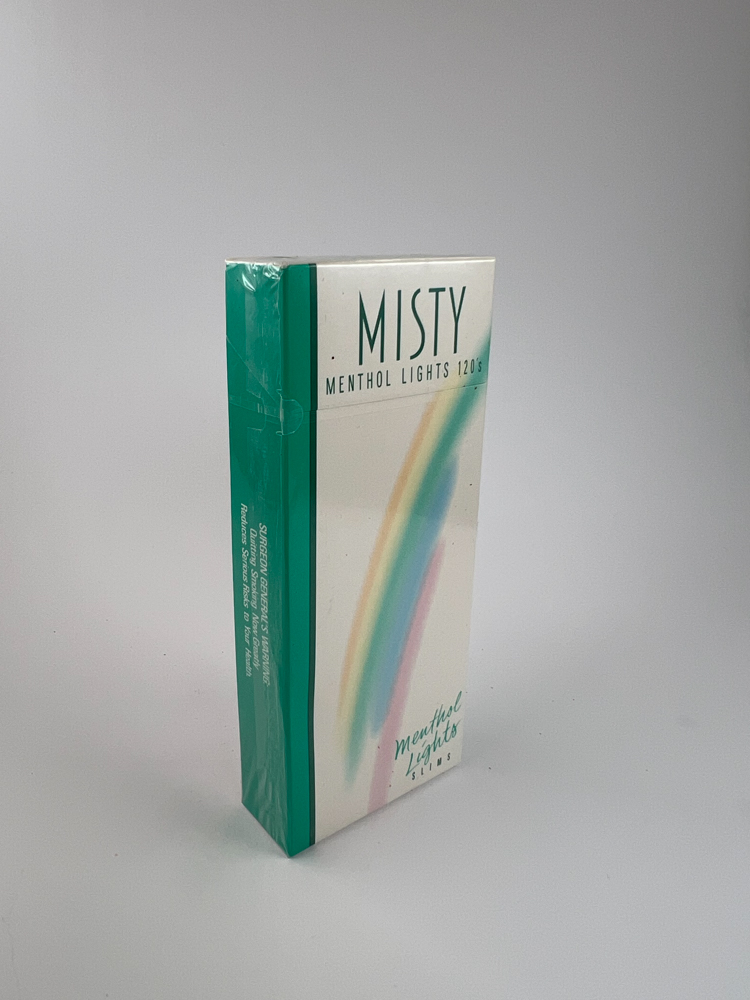 MISTY
MENTHOL LIGHTS 120's
Menthol
Lights
SLIMS
SURGEON GENERAL'S WARNING:
Quitting Smoking Now Greatly
Reduces Serious Risks to Your Health